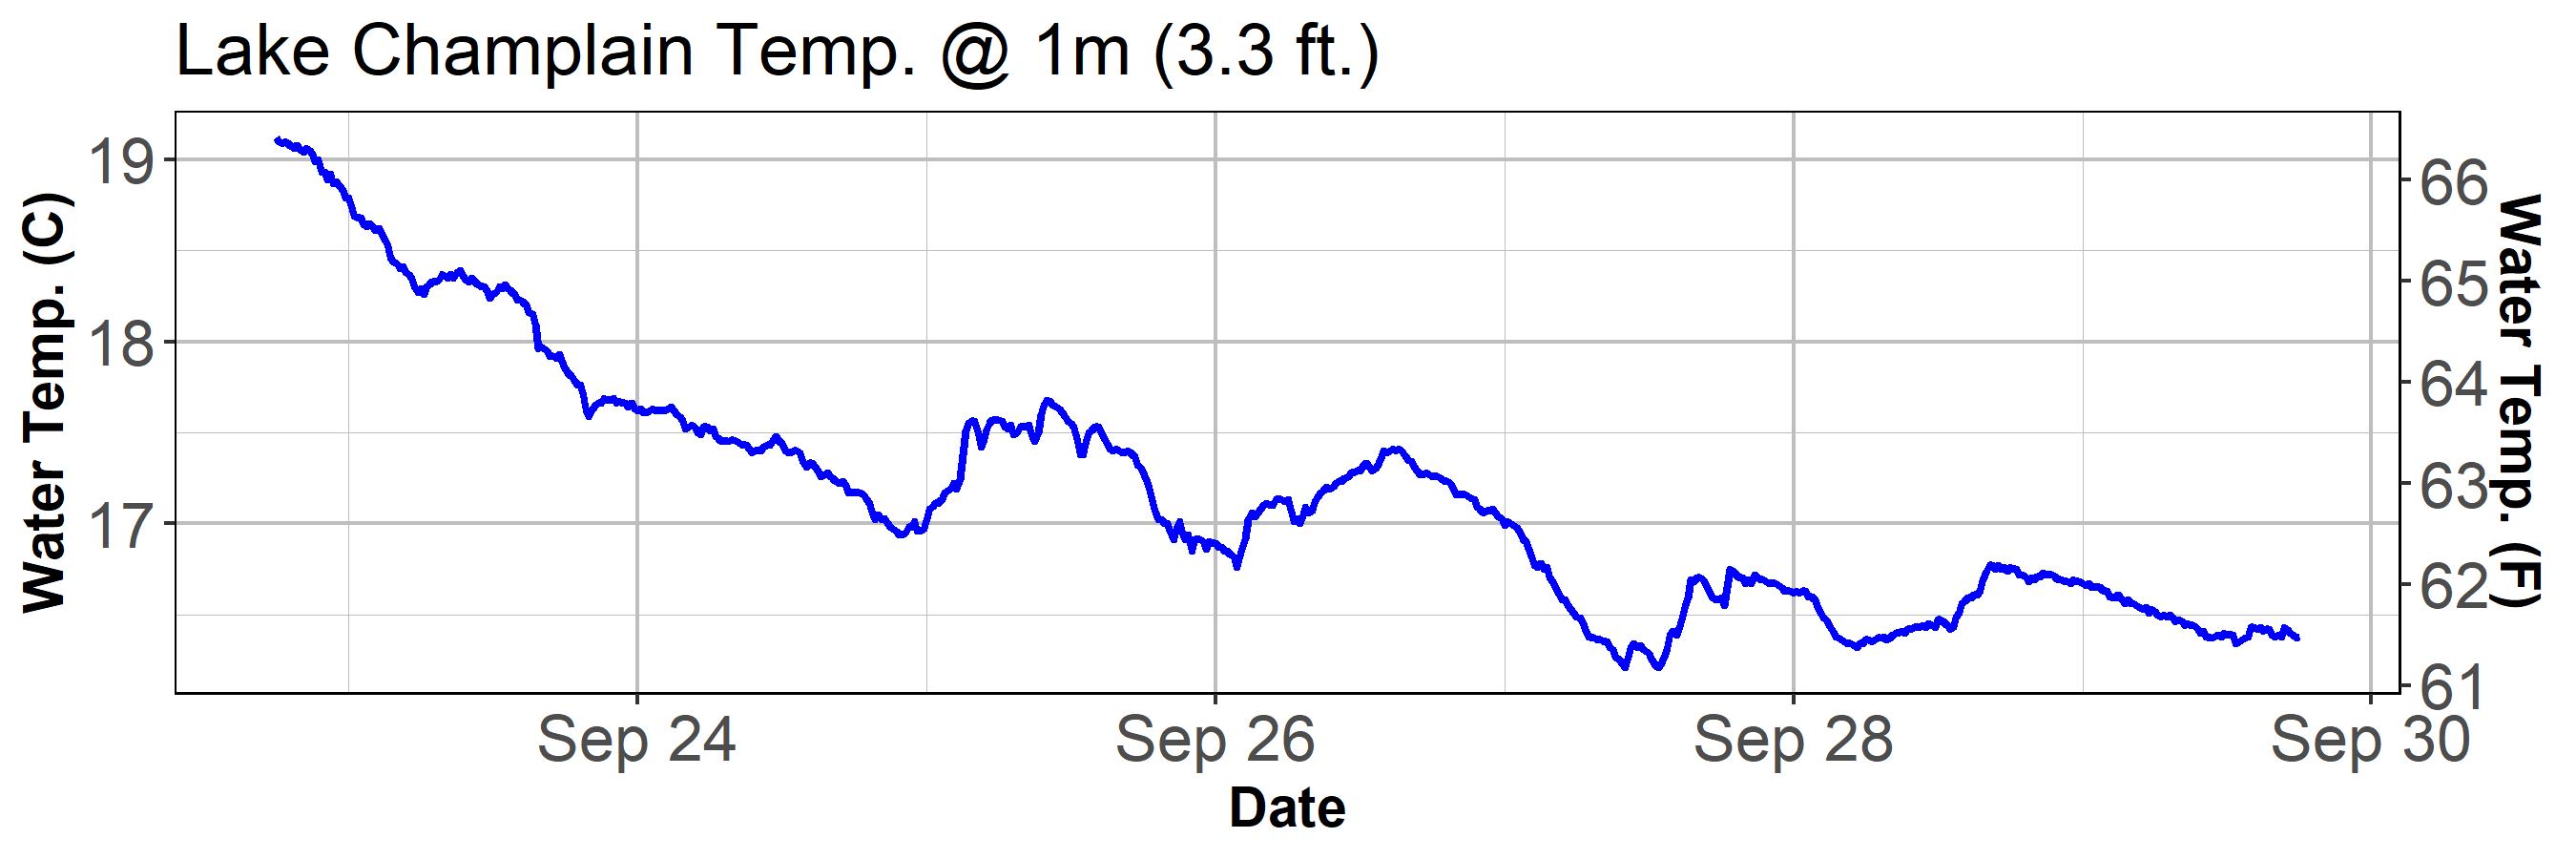 Lake Champlain Temp. @ 1m (3.3 ft.)
Water Temp. (C)
19
18
17
66
65
64
63
62
61
Water Temp. (F)
Sep 24
Sep 26
Sep 28
Sep 30
Date